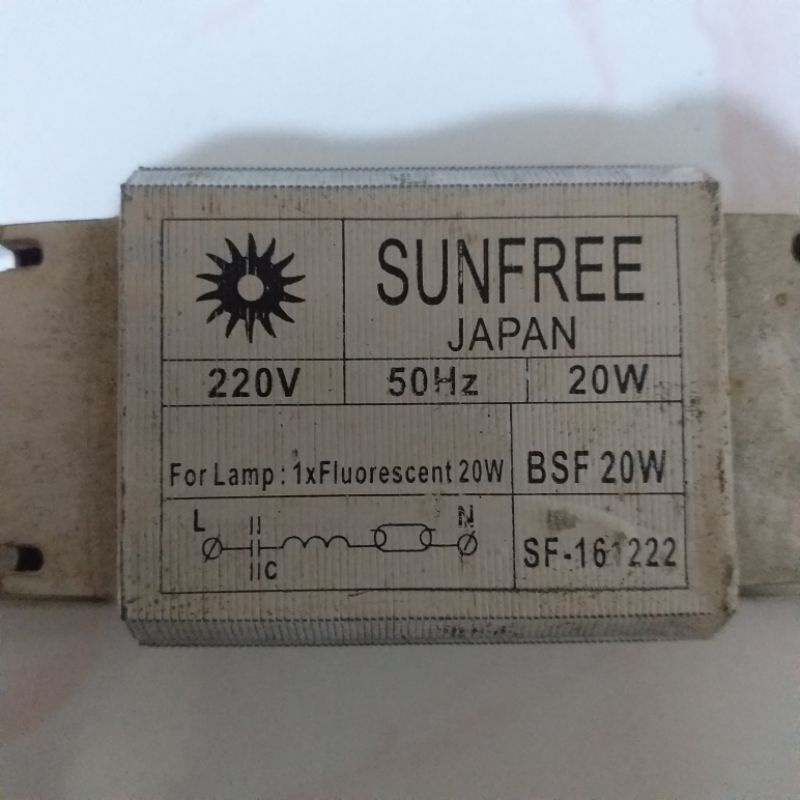 SUNFREE
JAPAN
220V 50Hz 20W
For Lamp : 1xFluorescent 20W BSF 20W
L N
C
SF-161222